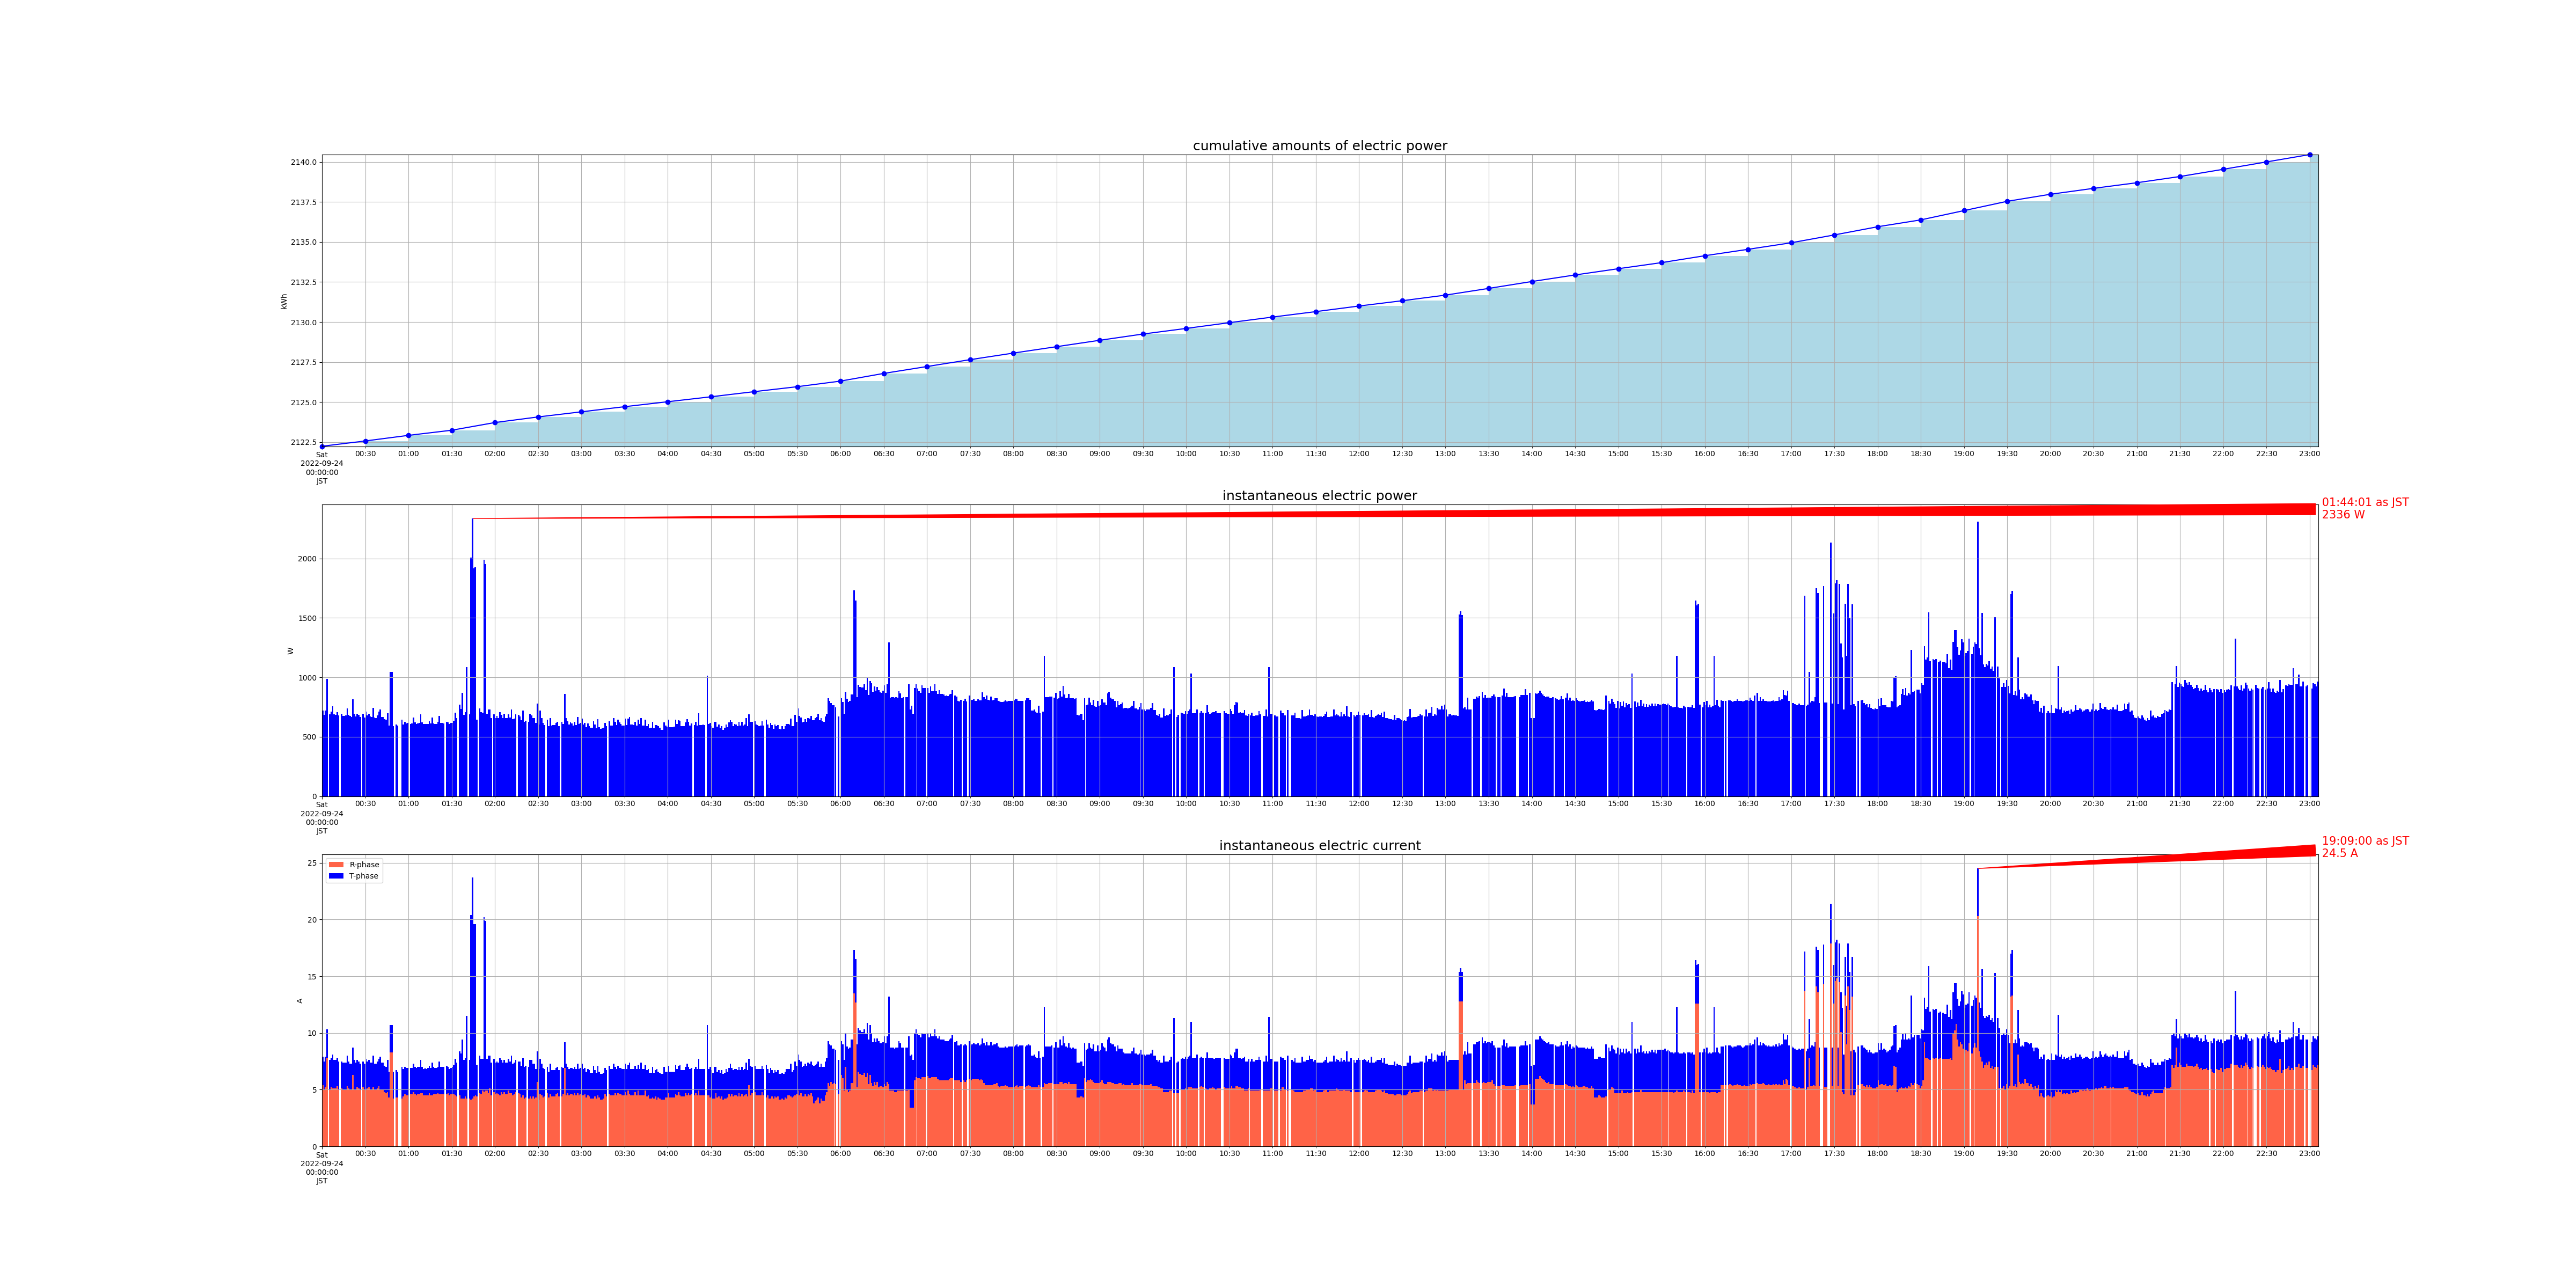 cumulative amounts of electric power
2140.0
2137.5
2135.0
2132.5
2130.0
2127.5
2125.0
2122.5
kWh
Sat
2022-09-24
00:00:00
JST
00:30 01:00 01:30 02:00 02:30 03:00 03:30 04:00 04:30 05:00 05:30 06:00 06:30 07:00 07:30 08:00 08:30 09:00 09:30 10:00 10:30 11:00 11:30 12:00 12:30 13:00 13:30 14:00 14:30 15:00 15:30 16:00 16:30 17:00 17:30 18:00 18:30 19:00 19:30 20:00 20:30 21:00 21:30 22:00 22:30 23:00
instantaneous electric power
01:44:01 as JST
2336 W
2000
1500
1000
500
0
W
Sat
2022-09-24
00:00:00
JST
00:30 01:00 01:30 02:00 02:30 03:00 03:30 04:00 04:30 05:00 05:30 06:00 06:30 07:00 07:30 08:00 08:30 09:00 09:30 10:00 10:30 11:00 11:30 12:00 12:30 13:00 13:30 14:00 14:30 15:00 15:30 16:00 16:30 17:00 17:30 18:00 18:30 19:00 19:30 20:00 20:30 21:00 21:30 22:00 22:30 23:00
instantaneous electric current
19:09:00 as JST
24.5 A
R-phase
T-phase
25
20
15
10
5
0
A
Sat
2022-09-24
00:00:00
JST
00:30 01:00 01:30 02:00 02:30 03:00 03:30 04:00 04:30 05:00 05:30 06:00 06:30 07:00 07:30 08:00 08:30 09:00 09:30 10:00 10:30 11:00 11:30 12:00 12:30 13:00 13:30 14:00 14:30 15:00 15:30 16:00 16:30 17:00 17:30 18:00 18:30 19:00 19:30 20:00 20:30 21:00 21:30 22:00 22:30 23:00